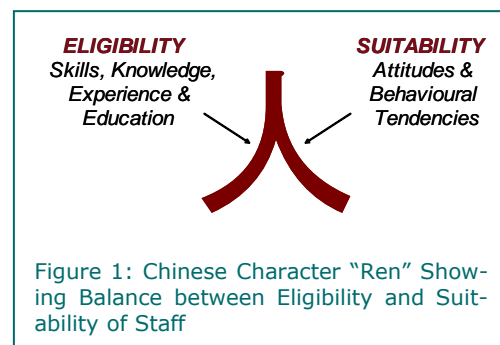 ELIGIBILITY
Skills, Knowledge,
Experience &
Education
SUITABILITY
Attitudes &
Behavioural
Tendencies
人
Figure 1: Chinese Character “Ren” Show-
ing Balance between Eligibility and Suit-
ability of Staff